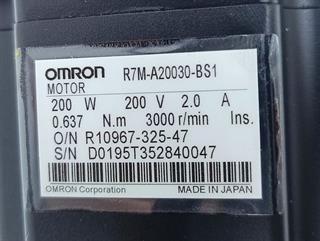 OMRON R7M-A20030-BS1
MOTOR
200 W 200 V 2.0 A
0.637 N.m 3000 r/min Ins.
O/N R10967-325-47
S/N D0195T352840047
OMRON Corporation MADE IN JAPAN